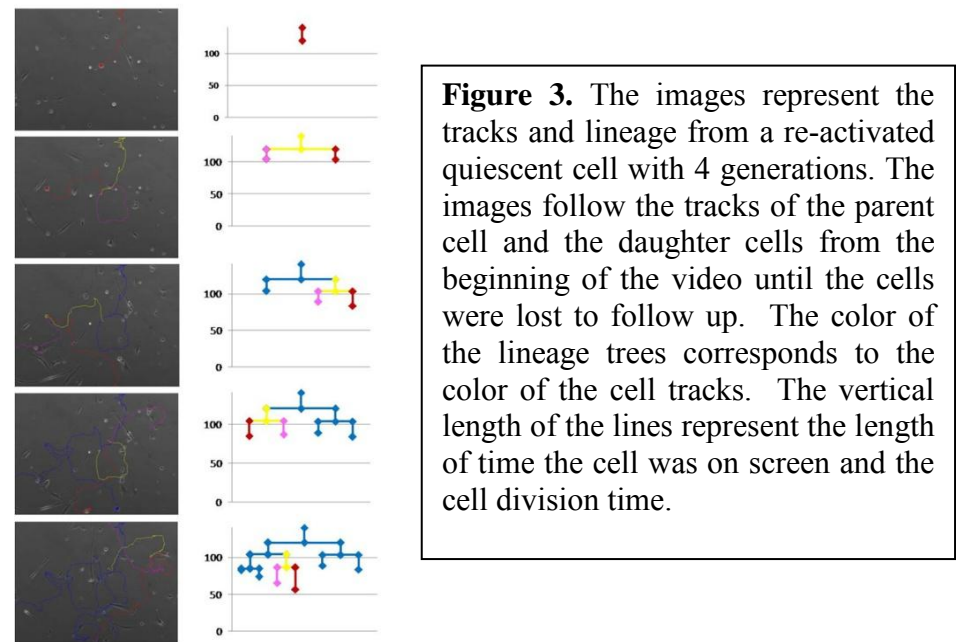 100
50
0
100
50
0
100
50
0
100
50
0
100
50
0
Figure 3. The images represent the
tracks and lineage from a re-activated
quiescent cell with 4 generations. The
images follow the tracks of the parent
cell and the daughter cells from the
beginning of the video until the cells
were lost to follow up. The color of
the lineage trees corresponds to the
color of the cell tracks. The vertical
length of the lines represent the length
of time the cell was on screen and the
cell division time.